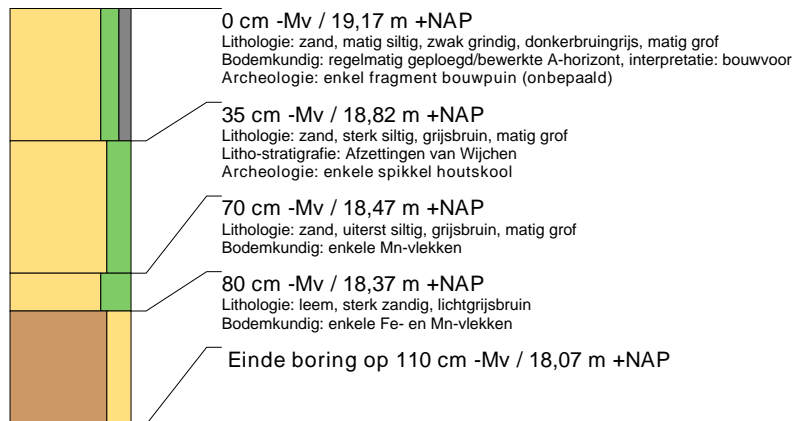 0 cm -Mv / 19,17 m +NAP
Lithologie: zand, matig siltig, zwak grindig, donkerbruingrijs, matig grof
Bodemkundig: regelmatig geploegd/bewerkte A-horizont, interpretatie: bouwvoor
Archeologie: enkel fragment bouwpuin (onbepaald)
35 cm -Mv / 18,82 m +NAP
Lithologie: zand, sterk siltig, grijsbruin, matig grof
Litho-stratigrafie: Afzettingen van Wijchen
Archeologie: enkele spikkel houtskool
70 cm -Mv / 18,47 m +NAP
Lithologie: zand, uiterst siltig, grijsbruin, matig grof
Bodemkundig: enkele Mn-vlekken
80 cm -Mv / 18,37 m +NAP
Lithologie: leem, sterk zandig, lichtgrijsbruin
Bodemkundig: enkele Fe- en Mn-vlekken
Einde boring op 110 cm -Mv / 18,07 m +NAP